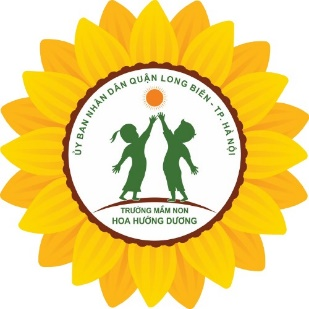 ỦY BAN NHÂN DÂN QUẬN LONG BIÊN - TP. HÀ NỘI
TRƯỜNG MẦM NON
HOA HƯỚNG DƯƠNG